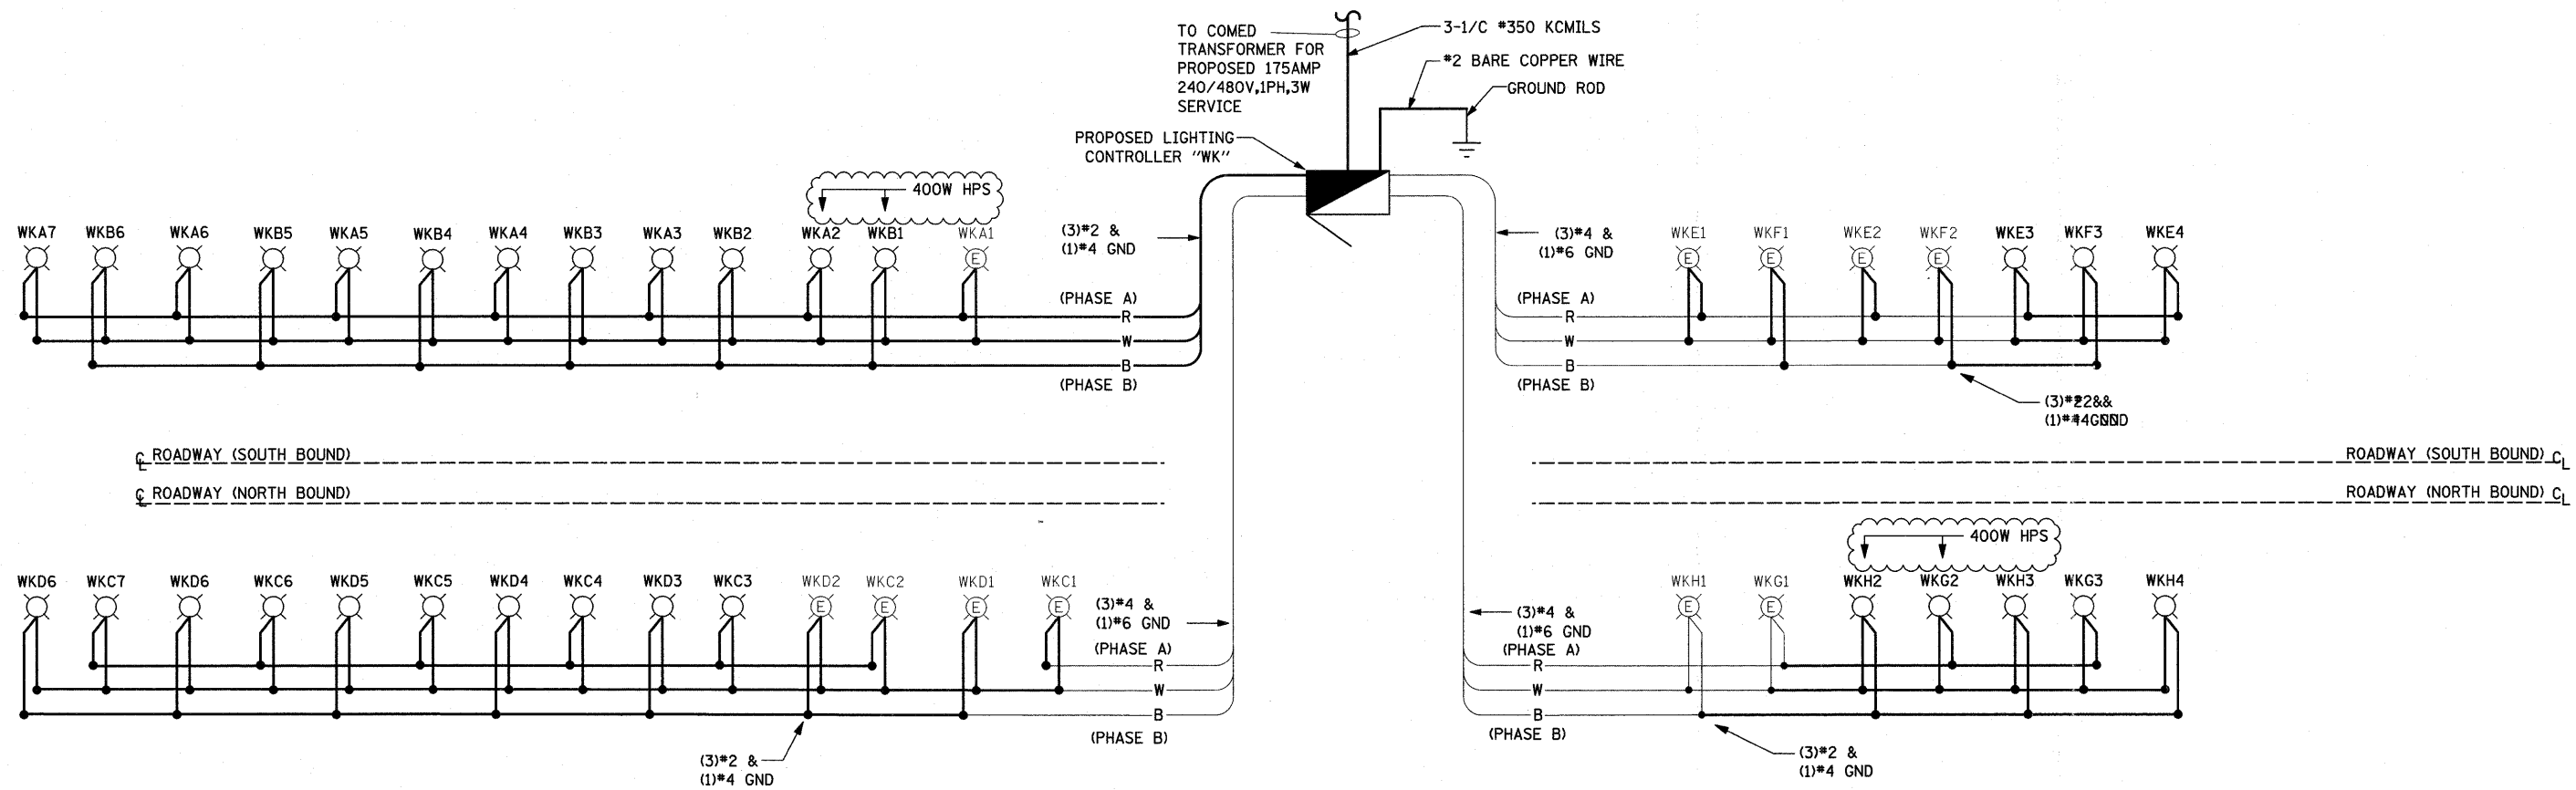 TO COMED
TRANSFORMER FOR
PROPOSED 175AMP
240/480V,1PH,3W
SERVICE
3-1/C #350 KCMILS
#2 BARE COPPER WIRE
GROUND ROD
PROPOSED LIGHTING
CONTROLLER "WK"
400W HPS
WKA7 WKB6 WKA6 WKB5 WKA5 WKB4 WKA4 WKB3 WKA3 WKB2 WKA2 WKB1 WKA1
E
(3)#2 &
(1)#4 GND
(PHASE A)
R
W
B
(PHASE B)
(3)#4 &
(1)#6 GND
(PHASE A)
R
W
B
(PHASE B)
WKE1 WKF1 WKE2 WKF2 WKE3 WKF3 WKE4
E E E E
(3)#2 &
(1)#4 GND
℄ ROADWAY (SOUTH BOUND)
ROADWAY (SOUTH BOUND) ℄
℄ ROADWAY (NORTH BOUND)
ROADWAY (NORTH BOUND) ℄
WKD6 WKC7 WKD6 WKC6 WKD5 WKC5 WKD4 WKC4 WKD3 WKC3 WKD2 WKC2 WKD1 WKC1
E E E E
(3)#4 &
(1)#6 GND
(PHASE A)
R
W
B
(PHASE B)
(3)#2 &
(1)#4 GND
400W HPS
WKH1 WKG1 WKH2 WKG2 WKH3 WKG3 WKH4
E E
(3)#4 &
(1)#6 GND
(PHASE A)
R
W
B
(PHASE B)
(3)#2 &
(1)#4 GND